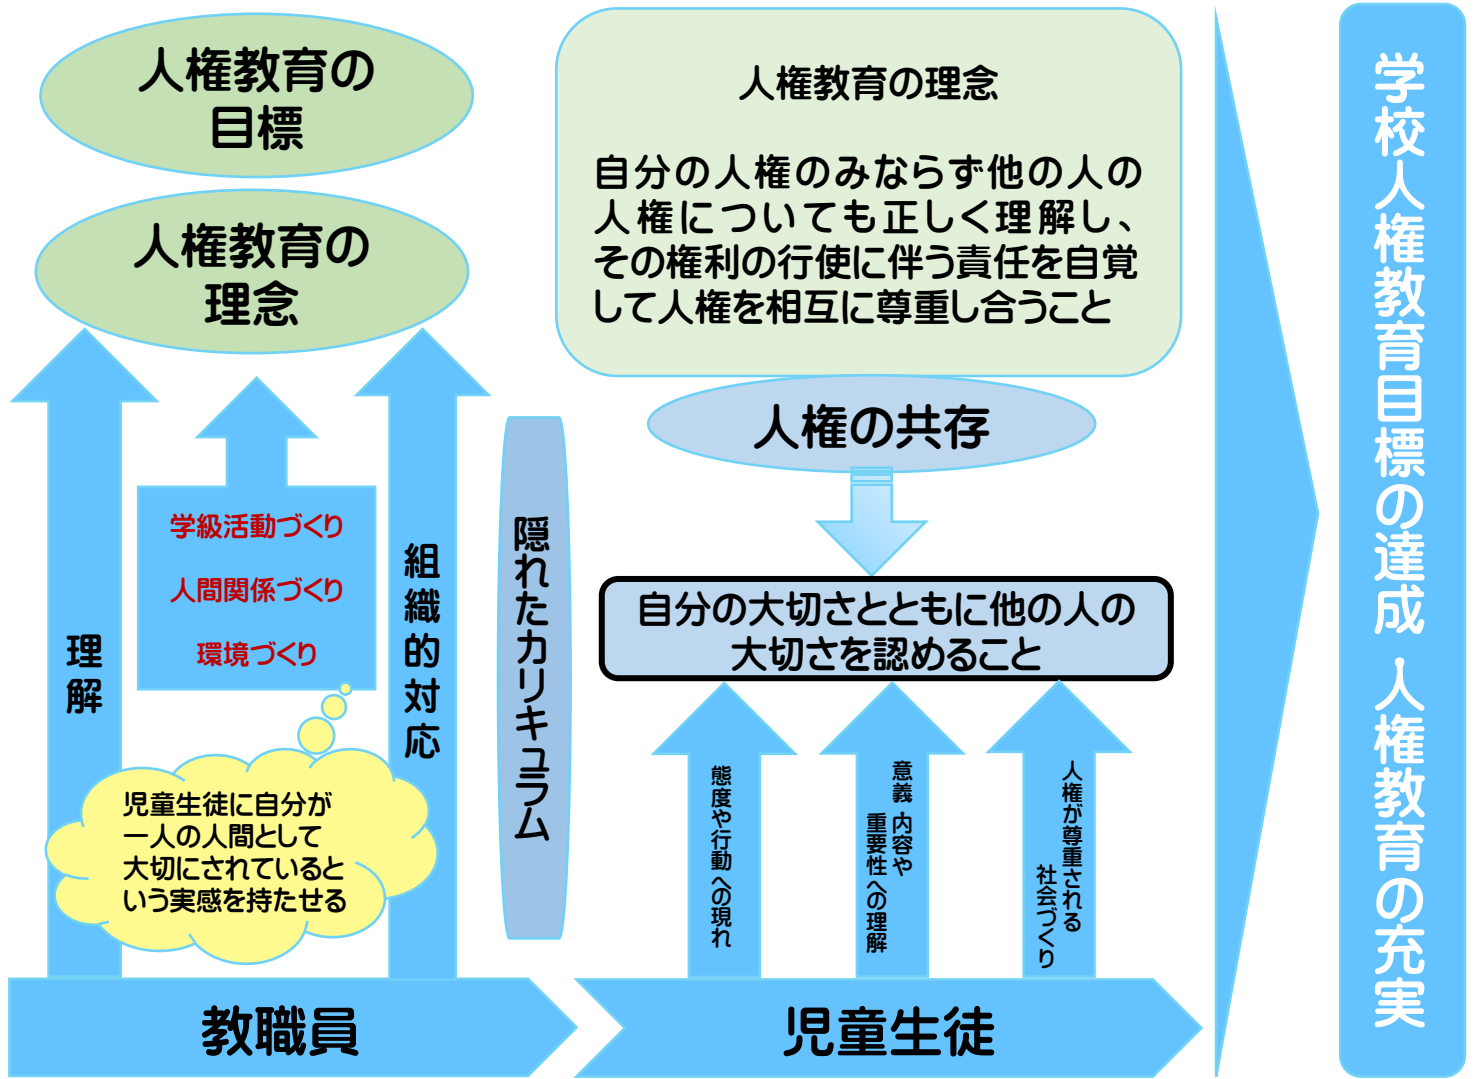 人権教育の
目標
人権教育の
理念
学級活動づくり
人間関係づくり
環境づくり
理解
組織的対応
児童生徒に自分が
一人の人間として
大切にされていると
いう実感を持たせる
教職員
隠れたカリキュラム
人権教育の理念
自分の人権のみならず他の人の
人権についても正しく理解し、
その権利の行使に伴う責任を自覚
して人権を相互に尊重し合うこと
人権の共存
自分の大切さとともに他の人の
大切さを認めること
態度や行動への現れ
意義 内容や
重要性への理解
人権が尊重される
社会づくり
児童生徒
学校人権教育目標の達成 人権教育の充実